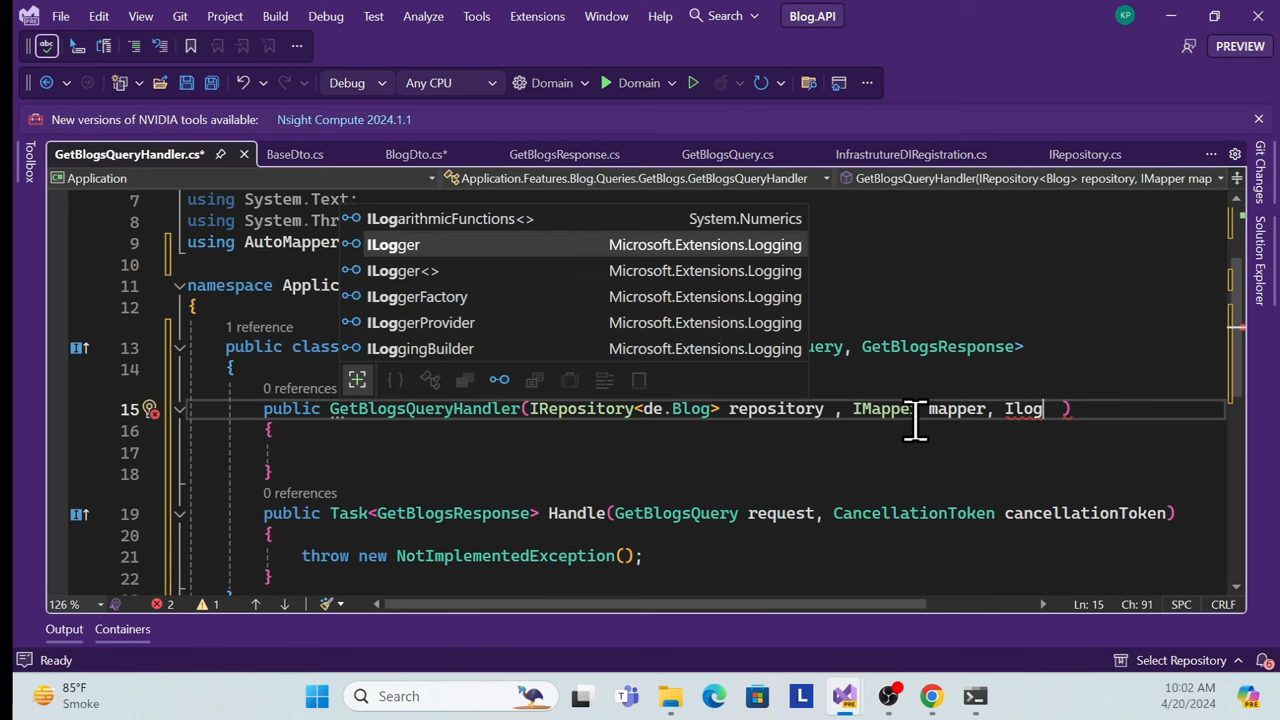 File Edit View Git Project Build Debug Test Analyze Tools Extensions Window Help Search Blog.API KP
abc PREVIEW
Debug Any CPU Domain Domain
New versions of NVIDIA tools available: Nsight Compute 2024.1.1
GetBlogsQueryHandler.cs* BaseDto.cs BlogDto.cs* GetBlogsResponse.cs GetBlogsQuery.cs InfrastrutureDIRegistration.cs IRepository.cs
Application Application.Features.Blog.Queries.GetBlogs.GetBlogsQueryHandler GetBlogsQueryHandler(IRepository<Blog> repository, IMapper map
Toolbox
Git Changes
Solution Explorer
7 using System.Text;
8 using System.Thr
9 using AutoMapper
10
11 namespace Applic
12 {
1 reference
13 public class uery, GetBlogsResponse>
14 {
0 references
15 public GetBlogsQueryHandler(IRepository<de.Blog> repository , IMapper mapper, Ilog )
16 {
17
18 }
0 references
19 public Task<GetBlogsResponse> Handle(GetBlogsQuery request, CancellationToken cancellationToken)
20 {
21 throw new NotImplementedException();
22 }
ILogarithmicFunctions<> System.Numerics
ILogger Microsoft.Extensions.Logging
ILogger<> Microsoft.Extensions.Logging
ILoggerFactory Microsoft.Extensions.Logging
ILoggerProvider Microsoft.Extensions.Logging
ILoggingBuilder Microsoft.Extensions.Logging
126 % 2 1 Ln: 15 Ch: 91 SPC CRLF
Output Containers
Ready Select Repository 6
85°F
Smoke
Search
PRE
L
10:02 AM
4/20/2024
PRE